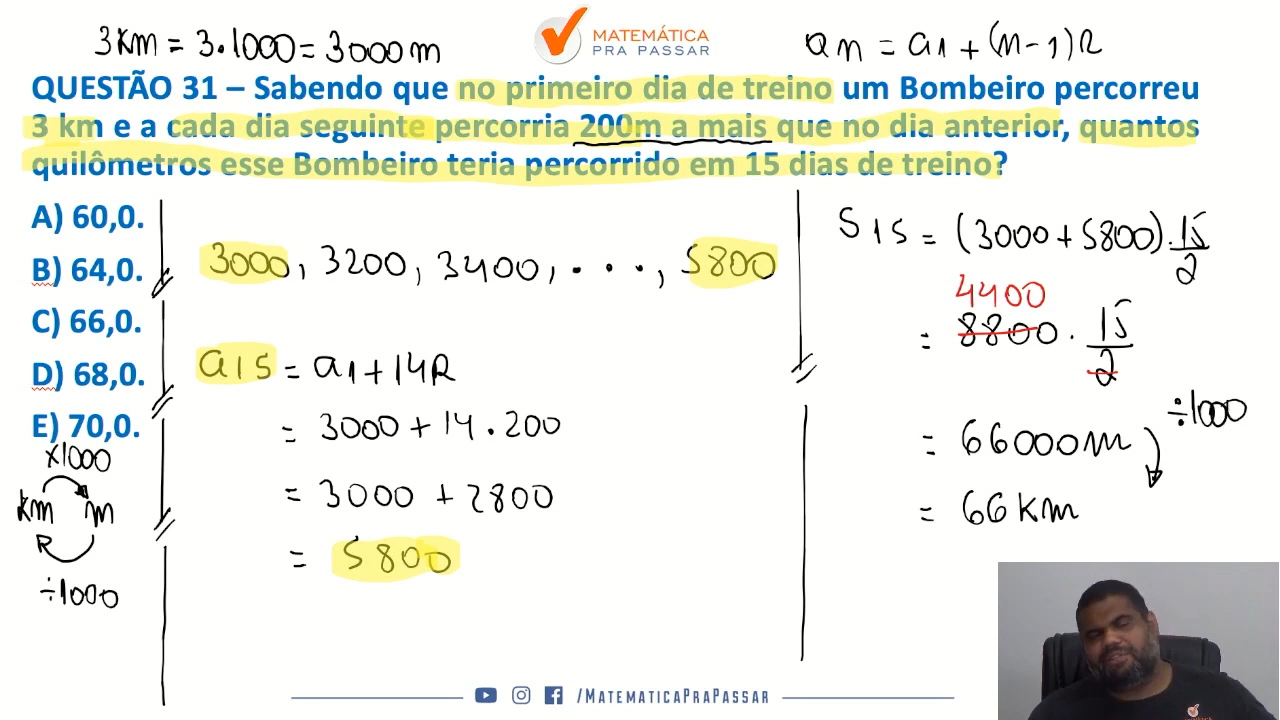 3km = 3.1000 = 3000 m
MATEMÁTICA
PRA PASSAR
an = a1 + (n-1)R
QUESTÃO 31 – Sabendo que no primeiro dia de treino um Bombeiro percorreu
3 km e a cada dia seguinte percorria 200m a mais que no dia anterior, quantos
quilômetros esse Bombeiro teria percorrido em 15 dias de treino?
A) 60,0.
B) 64,0.
C) 66,0.
D) 68,0.
E) 70,0.
x1000
km m
÷1000
3000, 3200, 3400, . . . , 5800
a15 = a1 + 14R
= 3000 + 14 . 200
= 3000 + 2800
= 5800
S15 = (3000 + 5800) . 15/2
4400
= 8800 . 15/2
÷1000
= 66000m
= 66 km
/MatematicaPraPassar